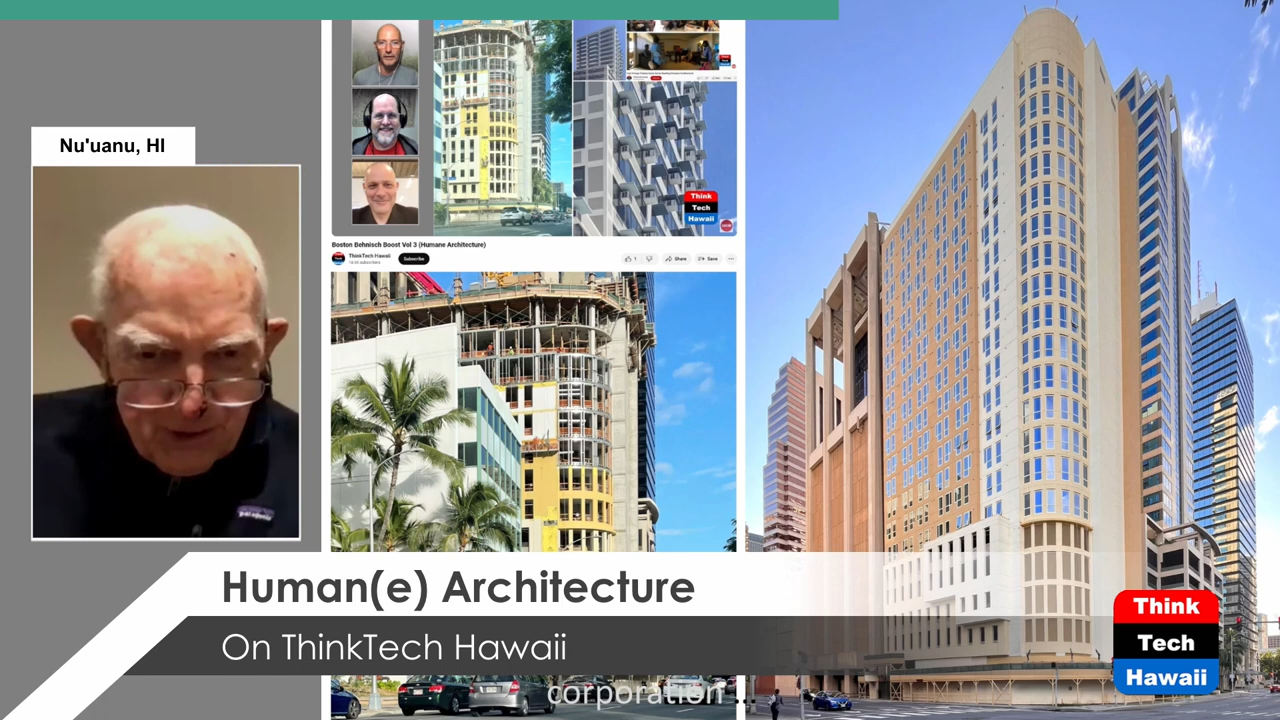 Nu'uanu, HI
Think
Tech
Hawaii
Boston Behnisch Boost Vol 3 (Humane Architecture)
ThinkTech Hawaii
Subscribe
1
Share
Save
Human(e) Architecture
On ThinkTech Hawaii
corporation ...
Think
Tech
Hawaii